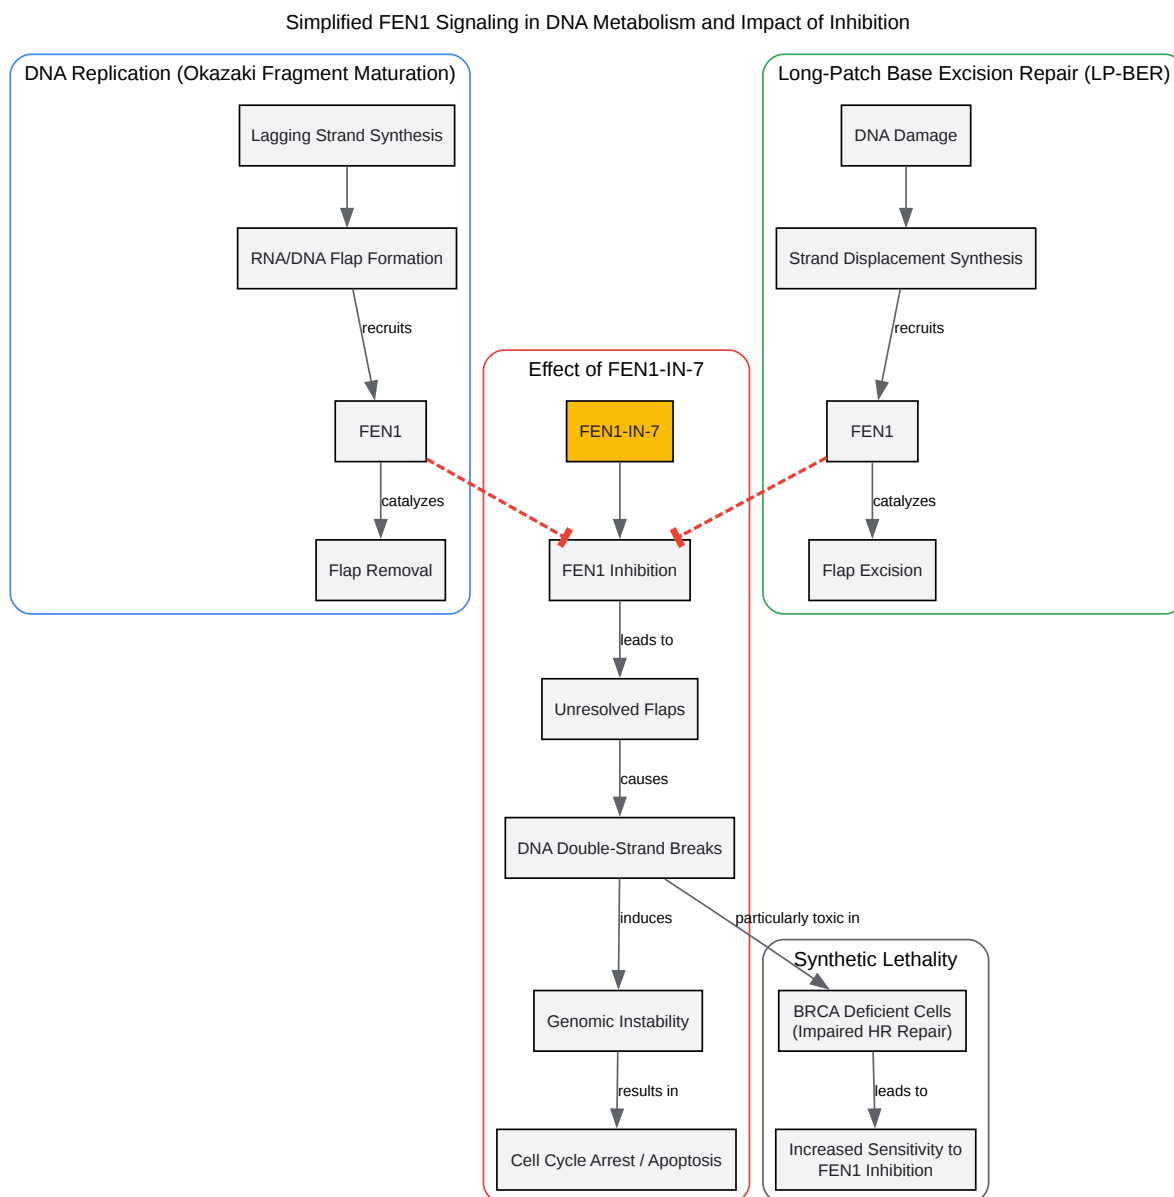 Simplified FEN1 Signaling in DNA Metabolism and Impact of Inhibition
DNA Replication (Okazaki Fragment Maturation)
Lagging Strand Synthesis
RNA/DNA Flap Formation
recruits
FEN1
catalyzes
Flap Removal
Long-Patch Base Excision Repair (LP-BER)
DNA Damage
Strand Displacement Synthesis
recruits
FEN1
catalyzes
Flap Excision
Effect of FEN1-IN-7
FEN1-IN-7
FEN1 Inhibition
leads to
Unresolved Flaps
causes
DNA Double-Strand Breaks
induces
particularly toxic in
Genomic Instability
results in
Cell Cycle Arrest / Apoptosis
Synthetic Lethality
BRCA Deficient Cells
(Impaired HR Repair)
leads to
Increased Sensitivity to
FEN1 Inhibition